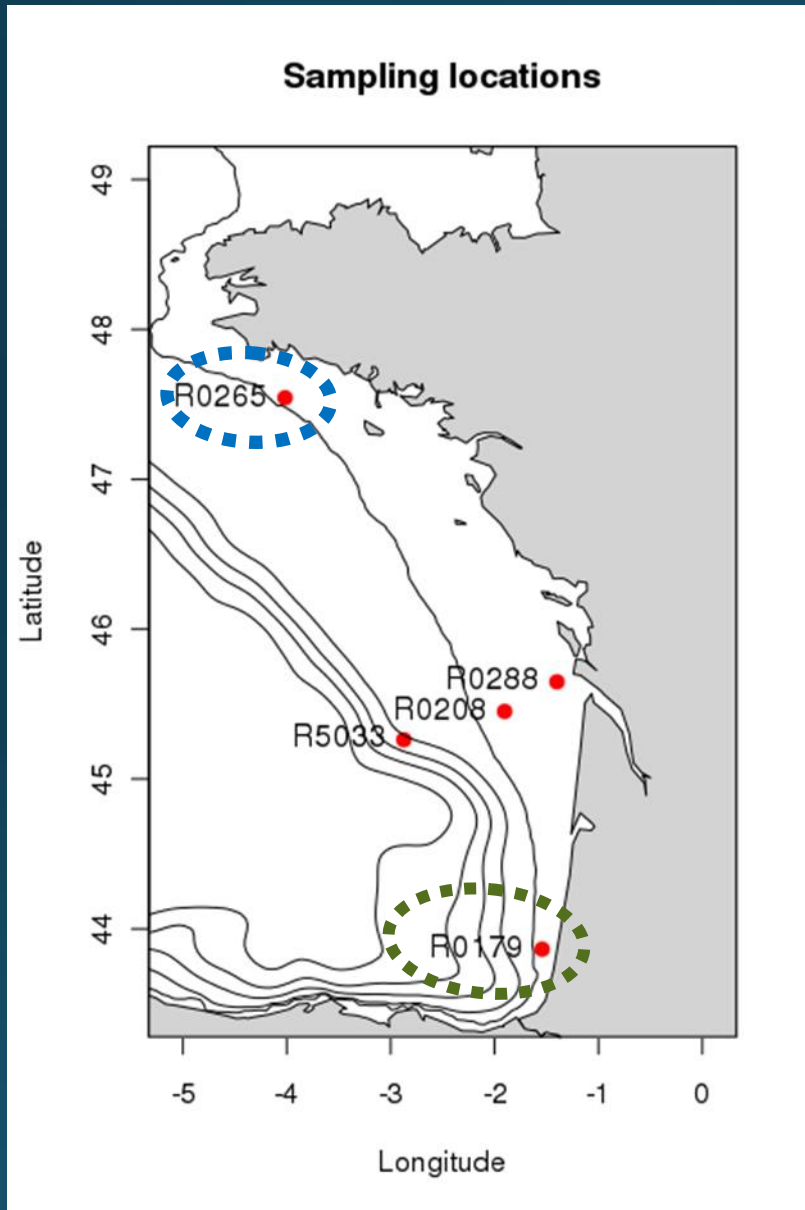 Sampling locations
49
48
47
46
45
44
Latitude
R0265
R0288
R0208
R5033
R0179
-5 -4 -3 -2 -1 0
Longitude